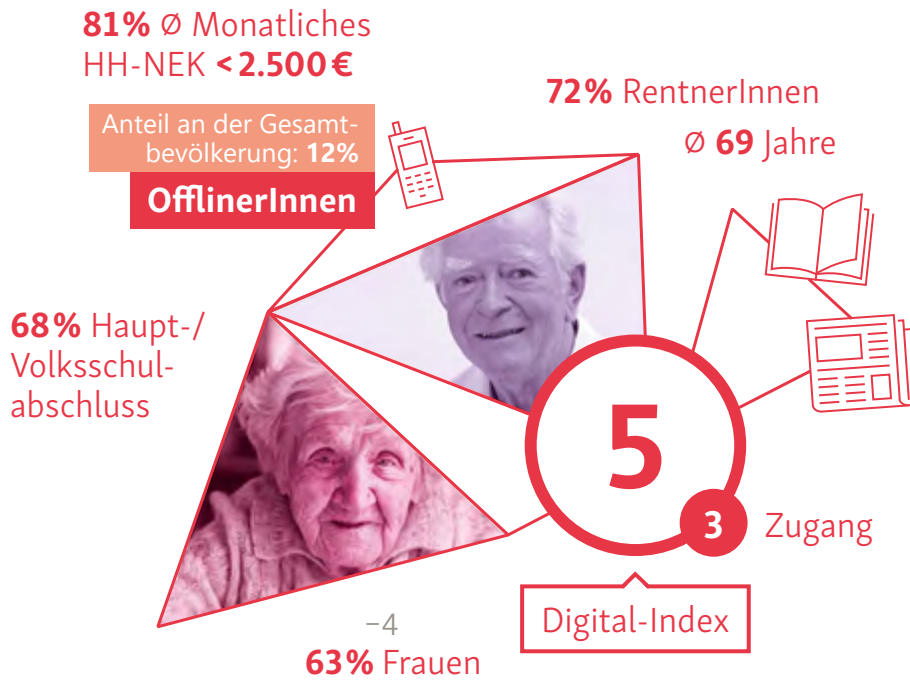 81% Ø Monatliches
HH-NEK <2.500€
72% RentnerInnen
Ø 69 Jahre
Anteil an der Gesamt-
bevölkerung: 12%
OfflinerInnen
68% Haupt-/
Volksschul-
abschluss
5
3 Zugang
Digital-Index
–4
63% Frauen